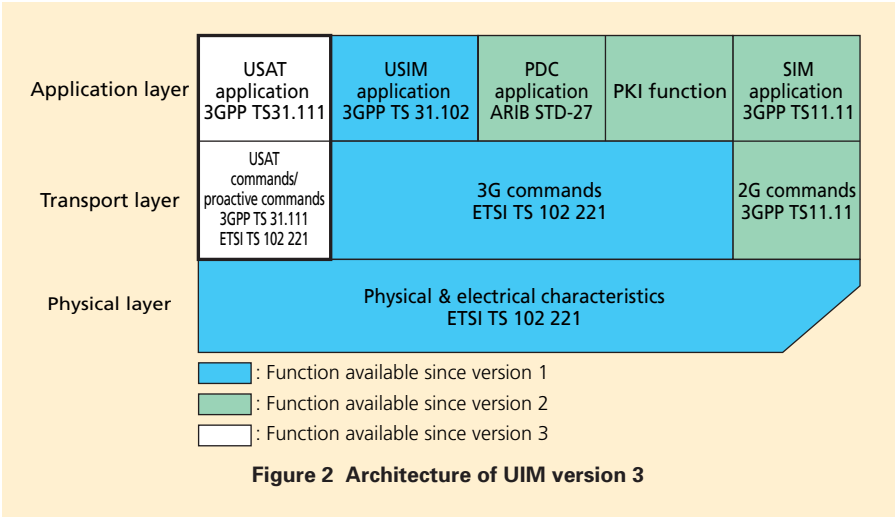 Application layer
USAT
application
3GPP TS31.111
USIM
application
3GPP TS 31.102
PDC
application
ARIB STD-27
PKI function
SIM
application
3GPP TS11.11
Transport layer
USAT
commands/
proactive commands
3GPP TS 31.111
ETSI TS 102 221
3G commands
ETSI TS 102 221
2G commands
3GPP TS11.11
Physical layer
Physical & electrical characteristics
ETSI TS 102 221
: Function available since version 1
: Function available since version 2
: Function available since version 3
Figure 2 Architecture of UIM version 3